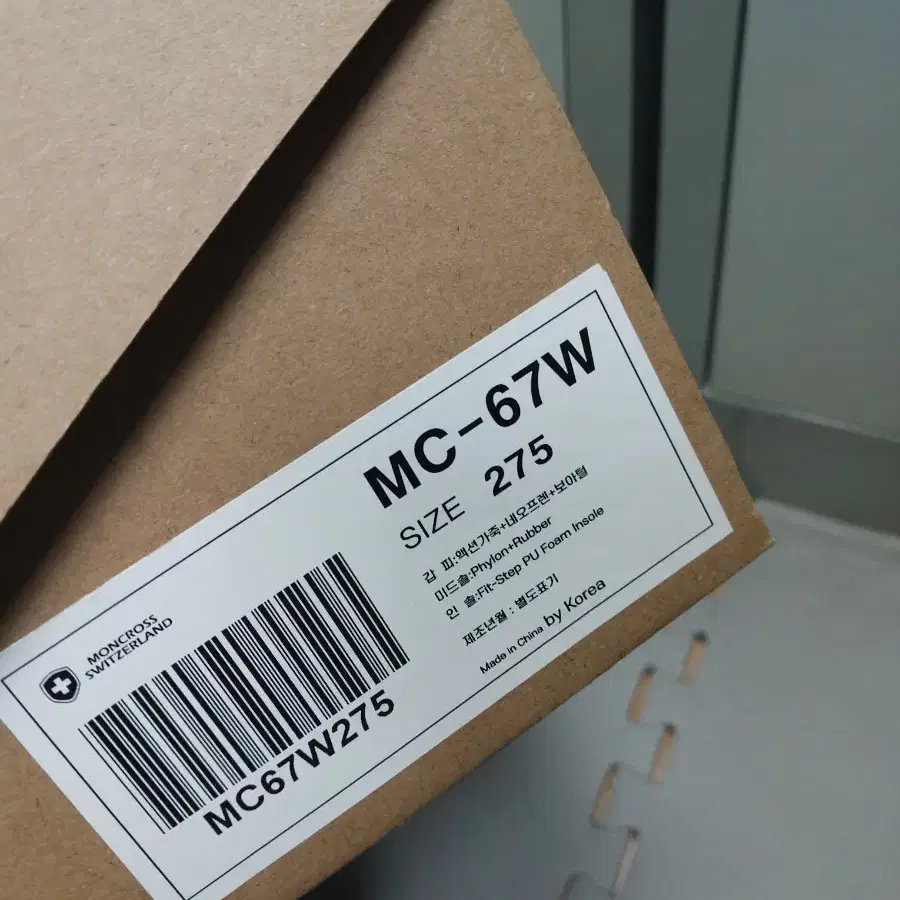 MC-67W
SIZE 275
갑 피:액션가죽+네오프렌+보아털
미드솔:Phylon+Rubber
인 솔:Fit-Step PU Foam Insole
제조년월 : 별도표기
Made in China by Korea
MONCROSS
SWITZERLAND
MC67W275